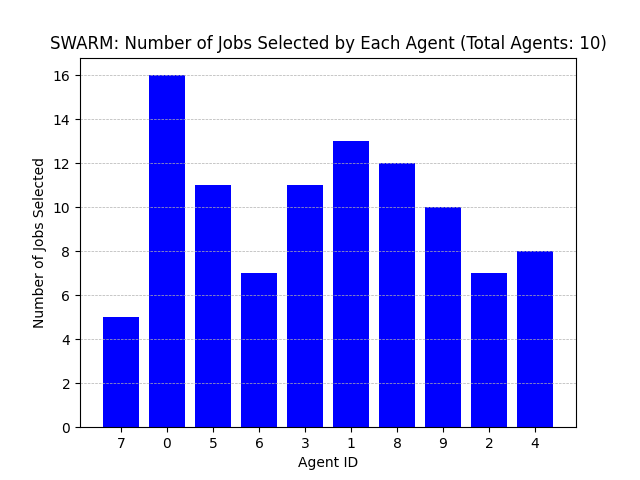 SWARM: Number of Jobs Selected by Each Agent (Total Agents: 10)
16
14
12
10
8
6
4
2
0
Number of Jobs Selected
7 0 5 6 3 1 8 9 2 4
Agent ID